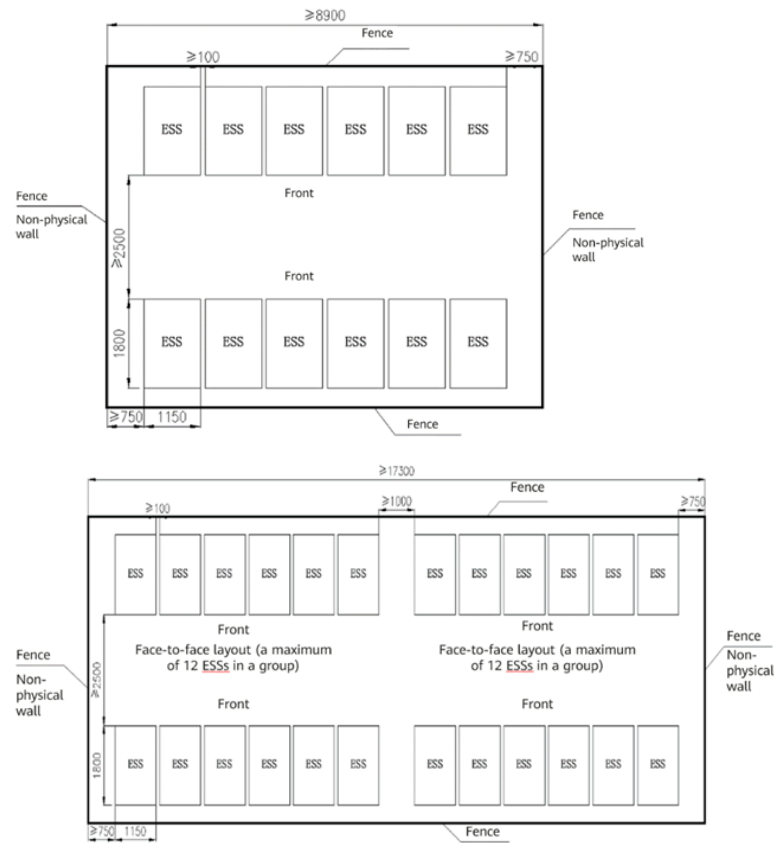 ≥8900
Fence
≥100
≥750
ESS ESS ESS ESS ESS ESS
Front
Fence
Non-physical
wall
≥2500
Fence
Non-physical
wall
Front
1800
ESS ESS ESS ESS ESS ESS
≥750
1150
Fence
≥17300
Fence
≥100
≥1000
≥750
ESS ESS ESS ESS ESS ESS ESS ESS ESS ESS ESS ESS
Front
Front
Face-to-face layout (a maximum
of 12 ESSs in a group)
Face-to-face layout (a maximum
of 12 ESSs in a group)
Fence
Non-
physical
wall
≥2500
Fence
Non-
physical
wall
Front
Front
1800
ESS ESS ESS ESS ESS ESS ESS ESS ESS ESS ESS ESS
≥750
1150
Fence